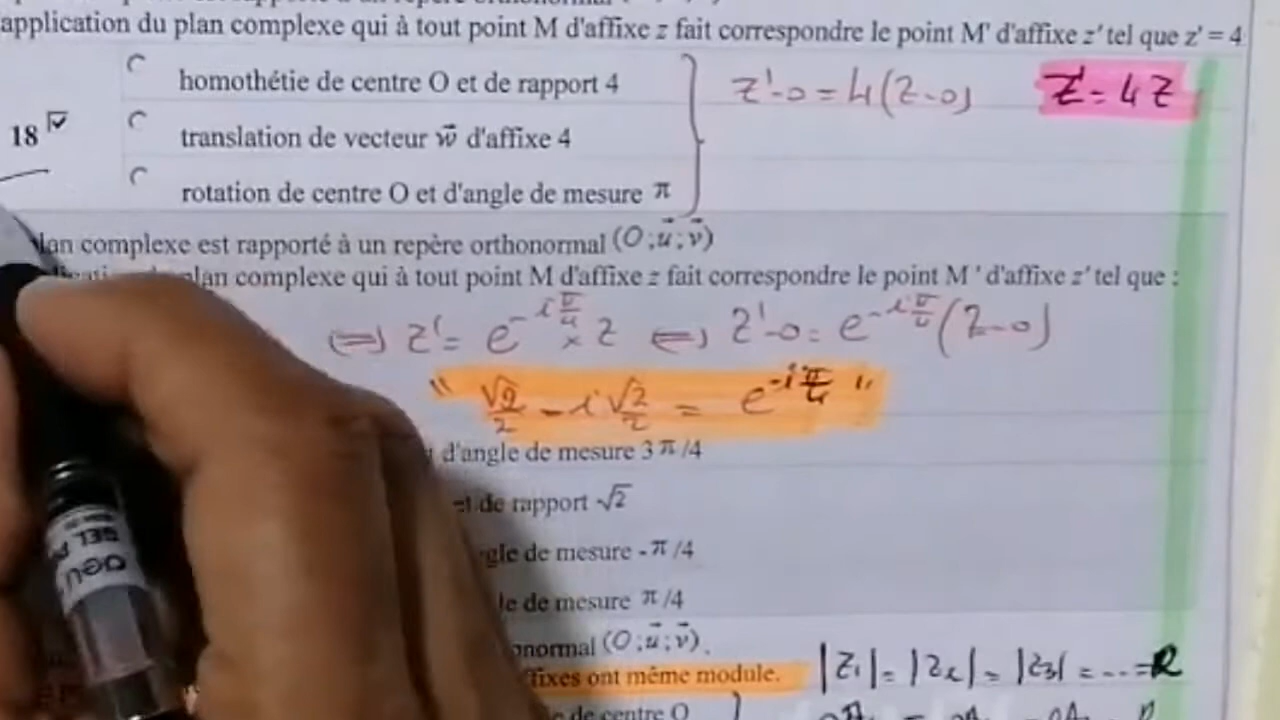 application du plan complexe qui à tout point M d'affixe z fait correspondre le point M' d'affixe z' tel que z' = 4
homothétie de centre O et de rapport 4
z'-0 = 4(z-0) z' = 4z
18
translation de vecteur w⃗ d'affixe 4
rotation de centre O et d'angle de mesure π
plan complexe est rapporté à un repère orthonormal (O ; u⃗ ; v⃗)
plan complexe qui à tout point M d'affixe z fait correspondre le point M ' d'affixe z' tel que :
⇔ z' = e^{-iπ/4} × z ⇔ z'-0 = e^{-iπ/4}(z-0)
" √2/2 - i √2/2 = e^{-iπ/4} "
d'angle de mesure 3 π /4
et de rapport √2
gle de mesure - π /4
le de mesure π /4
onormal (O ; u⃗ ; v⃗).
ffixes ont même module. |z₁| = |z₂| = |z₃| = ... = R
de centre O